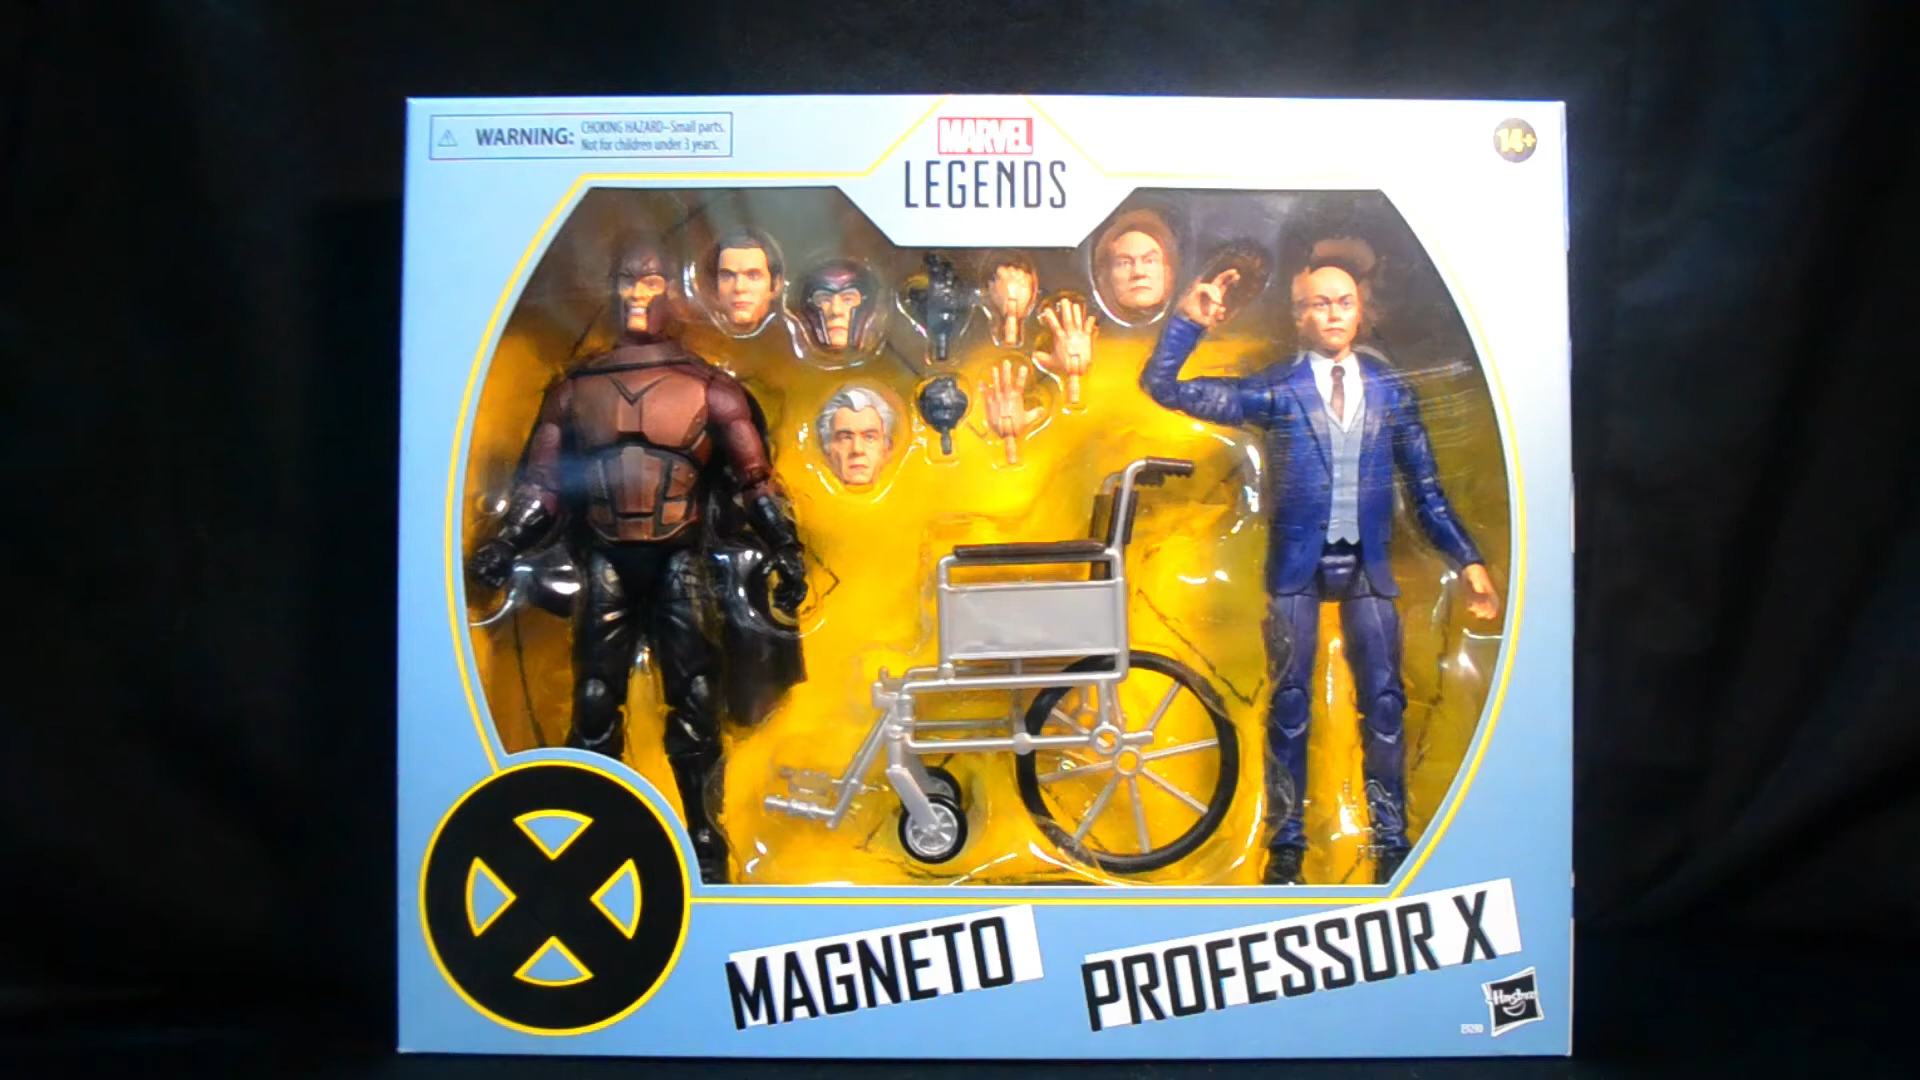 WARNING:
CHOKING HAZARD–Small parts.
Not for children under 3 years.
MARVEL
LEGENDS
14+
MAGNETO
PROFESSOR X
Hasbro